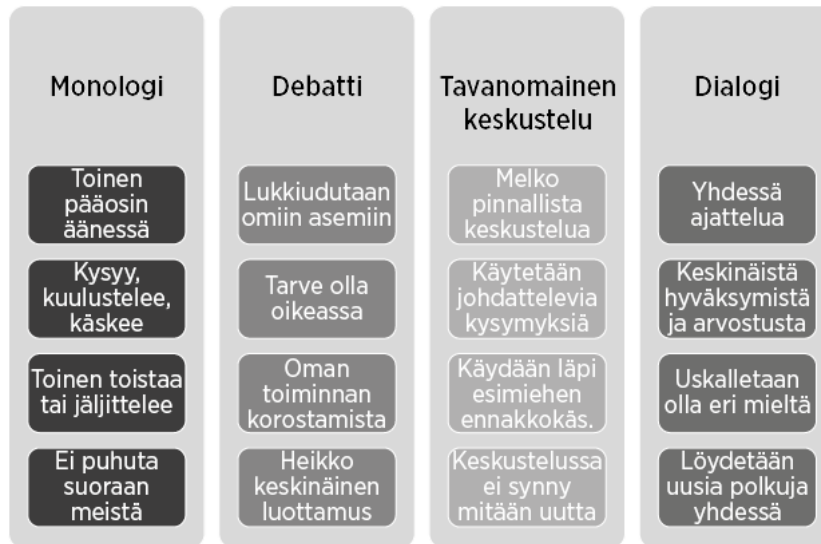 Monologi
Toinen
pääosin
äänessä
Kysyy,
kuulustelee,
käskee
Toinen toistaa
tai jäljittelee
Ei puhuta
suoraan
meistä
Debatti
Lukkiudutaan
omiin asemiin
Tarve olla
oikeassa
Oman
toiminnan
korostamista
Heikko
keskinäinen
luottamus
Tavanomainen
keskustelu
Melko
pinnallista
keskustelua
Käytetään
johdattelevia
kysymyksiä
Käydään läpi
esimiehen
ennakkokäs.
Keskustelussa
ei synny
mitään uutta
Dialogi
Yhdessä
ajattelua
Keskinäistä
hyväksymistä
ja arvostusta
Uskalletaan
olla eri mieltä
Löydetään
uusia polkuja
yhdessä